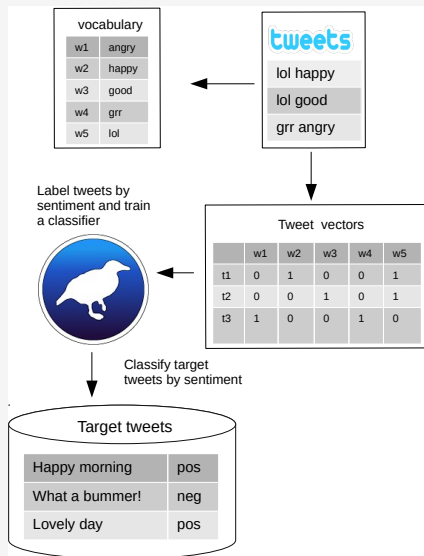 vocabulary
w1 angry
w2 happy
w3 good
w4 grr
w5 lol
tweets
lol happy
lol good
grr angry
Label tweets by
sentiment and train
a classifier
Tweet vectors
w1 w2 w3 w4 w5
t1 0 1 0 0 1
t2 0 0 1 0 1
t3 1 0 0 1 0
Classify target
tweets by sentiment
Target tweets
Happy morning pos
What a bummer! neg
Lovely day pos